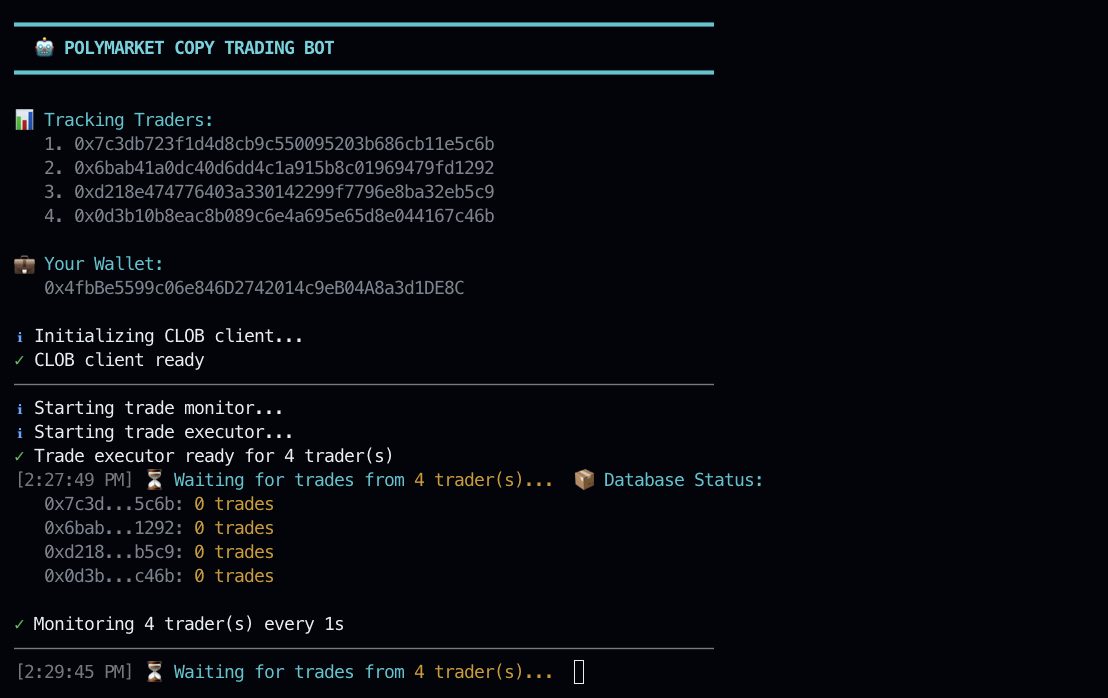 POLYMARKET COPY TRADING BOT
Tracking Traders:
1. 0x7c3db723f1d4d8cb9c550095203b686cb11e5c6b
2. 0x6bab41a0dc40d6dd4c1a915b8c01969479fd1292
3. 0xd218e474776403a330142299f7796e8ba32eb5c9
4. 0x0d3b10b8eac8b089c6e4a695e65d8e044167c46b
Your Wallet:
0x4fbBe5599c06e846D2742014c9eB04A8a3d1DE8C
ℹ Initializing CLOB client...
✓ CLOB client ready
ℹ Starting trade monitor...
ℹ Starting trade executor...
✓ Trade executor ready for 4 trader(s)
[2:27:49 PM] ⏳ Waiting for trades from 4 trader(s)... 📦 Database Status:
0x7c3d...5c6b: 0 trades
0x6bab...1292: 0 trades
0xd218...b5c9: 0 trades
0x0d3b...c46b: 0 trades
✓ Monitoring 4 trader(s) every 1s
[2:29:45 PM] ⏳ Waiting for trades from 4 trader(s)...